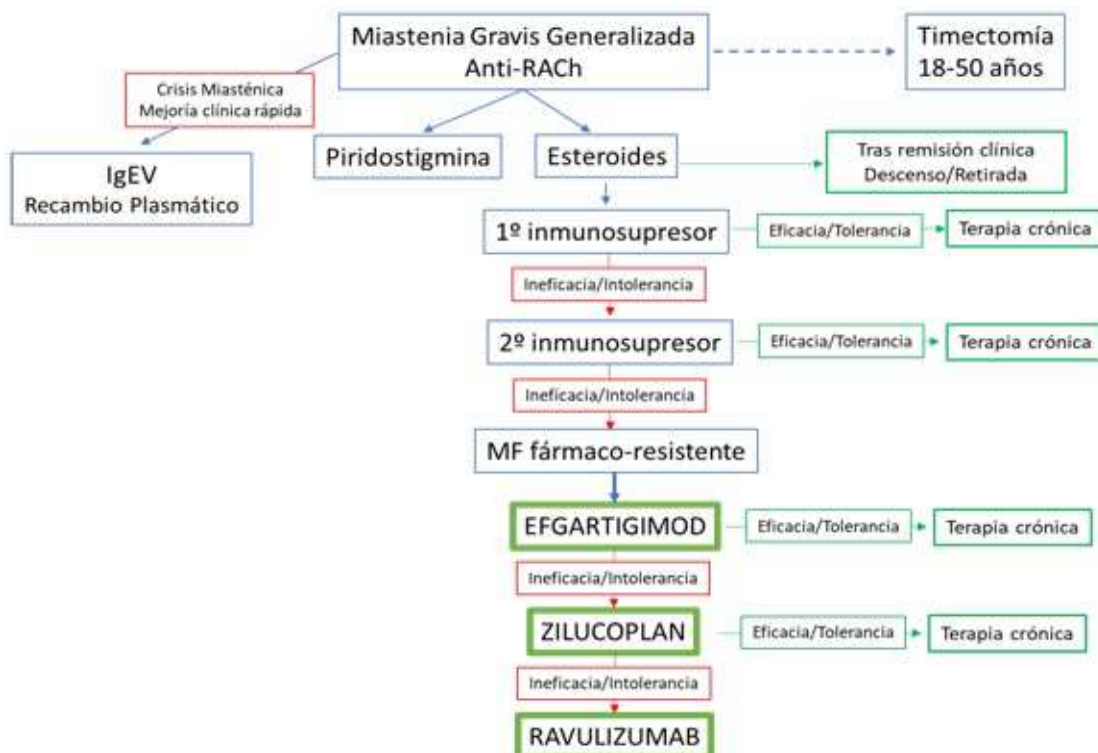 Miastenia Gravis Generalizada
Anti-RACh
Timectomía
18-50 años
Crisis Miasténica
Mejoría clínica rápida
Piridostigmina
Esteroides
Tras remisión clínica
Descenso/Retirada
IgEV
Recambio Plasmático
1º inmunosupresor
Eficacia/Tolerancia
Terapia crónica
Ineficacia/Intolerancia
2º inmunosupresor
Eficacia/Tolerancia
Terapia crónica
Ineficacia/Intolerancia
MF fármaco-resistente
EFGARTIGIMOD
Eficacia/Tolerancia
Terapia crónica
Ineficacia/Intolerancia
ZILUCOPLAN
Eficacia/Tolerancia
Terapia crónica
Ineficacia/Intolerancia
RAVULIZUMAB